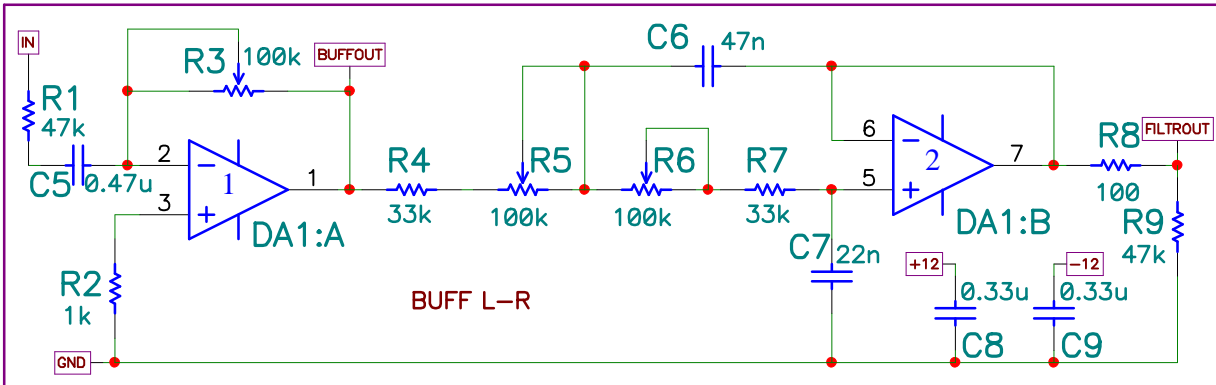 IN
R3
100k
BUFFOUT
C6
47n
R1
47k
C5
0.47u
2
3
1
1
DA1:A
R4
33k
R5
100k
R6
100k
R7
33k
6
5
2
7
DA1:B
R8
100
FILTROUT
R9
47k
C7
22n
+12
-12
0.33u
0.33u
C8
C9
R2
1k
BUFF L-R
GND